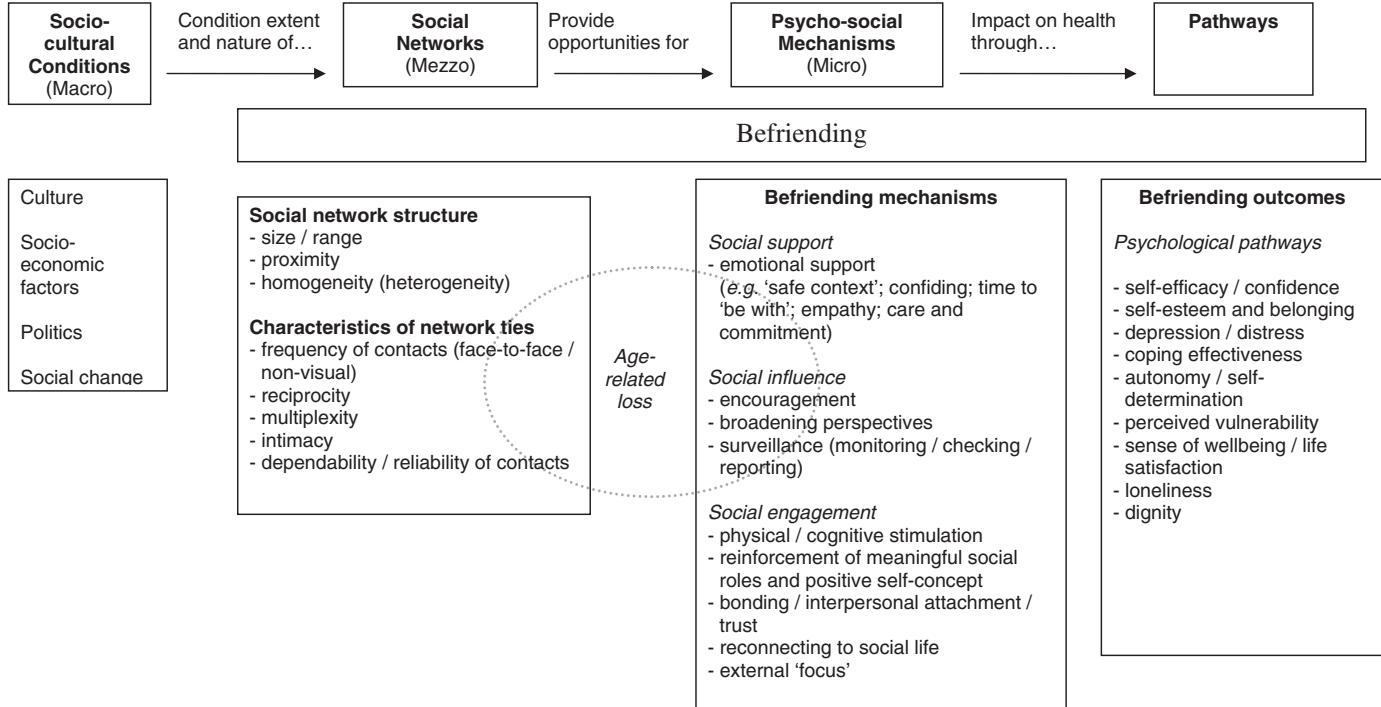 Socio-
cultural
Conditions
(Macro)
Condition extent
and nature of…
Social
Networks
(Mezzo)
Provide
opportunities for
Psycho-social
Mechanisms
(Micro)
Impact on health
through…
Pathways
Befriending
Culture
Socio-
economic
factors
Politics
Social change
Social network structure
- size / range
- proximity
- homogeneity (heterogeneity)
Characteristics of network ties
- frequency of contacts (face-to-face /
non-visual)
- reciprocity
- multiplexity
- intimacy
- dependability / reliability of contacts
Age-
related
loss
Befriending mechanisms
Social support
- emotional support
(e.g. ‘safe context’; confiding; time to
‘be with’; empathy; care and
commitment)
Social influence
- encouragement
- broadening perspectives
- surveillance (monitoring / checking /
reporting)
Social engagement
- physical / cognitive stimulation
- reinforcement of meaningful social
roles and positive self-concept
- bonding / interpersonal attachment /
trust
- reconnecting to social life
- external ‘focus’
Befriending outcomes
Psychological pathways
- self-efficacy / confidence
- self-esteem and belonging
- depression / distress
- coping effectiveness
- autonomy / self-
determination
- perceived vulnerability
- sense of wellbeing / life
satisfaction
- loneliness
- dignity